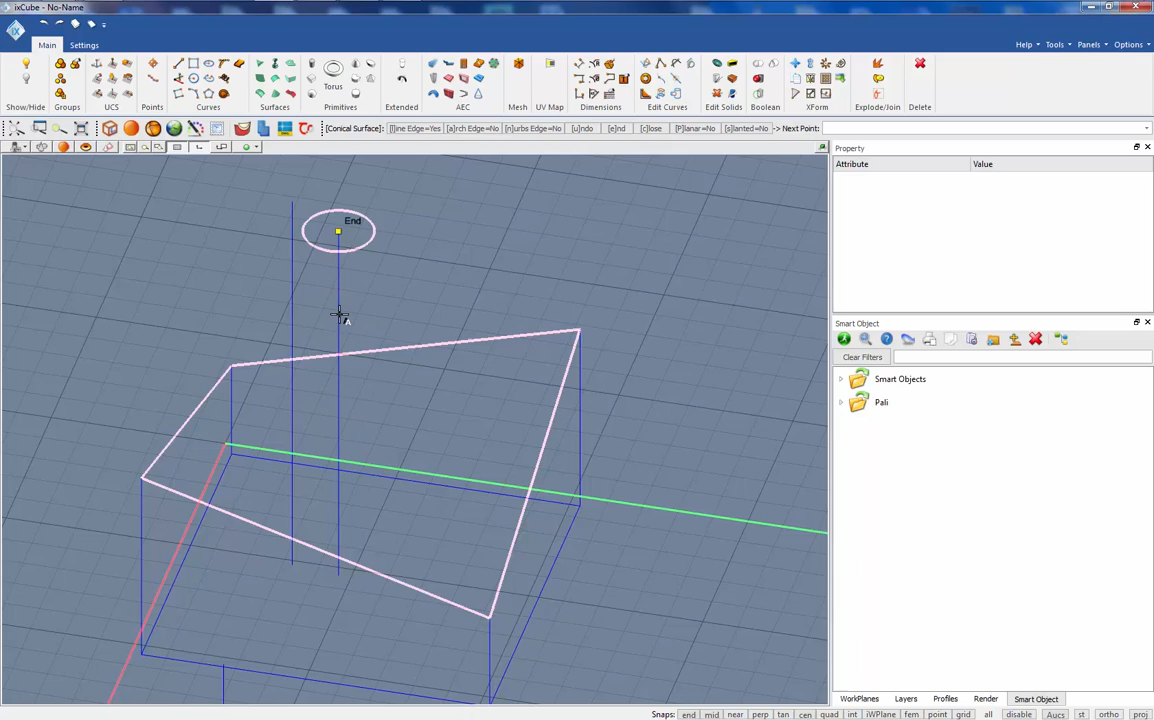 ixCube - No-Name
Main Settings Help Tools Panels Options
Torus
Show/Hide Groups UCS Points Curves Surfaces Primitives Extended AEC Mesh UV Map Dimensions Edit Curves Edit Solids Boolean XForm Explode/Join Delete
[Conical Surface:] [l]ine Edge=Yes [a]rch Edge=No [n]urbs Edge=No [u]ndo [e]nd [c]lose [P]lanar=No [s]lanted=No -> Next Point:
Property
Attribute Value
End
Smart Object
Clear Filters
Smart Objects
Pali
WorkPlanes Layers Profiles Render Smart Object
Snaps: end mid near perp tan cen quad int iWPlane fem point grid all disable Aucs st ortho proj